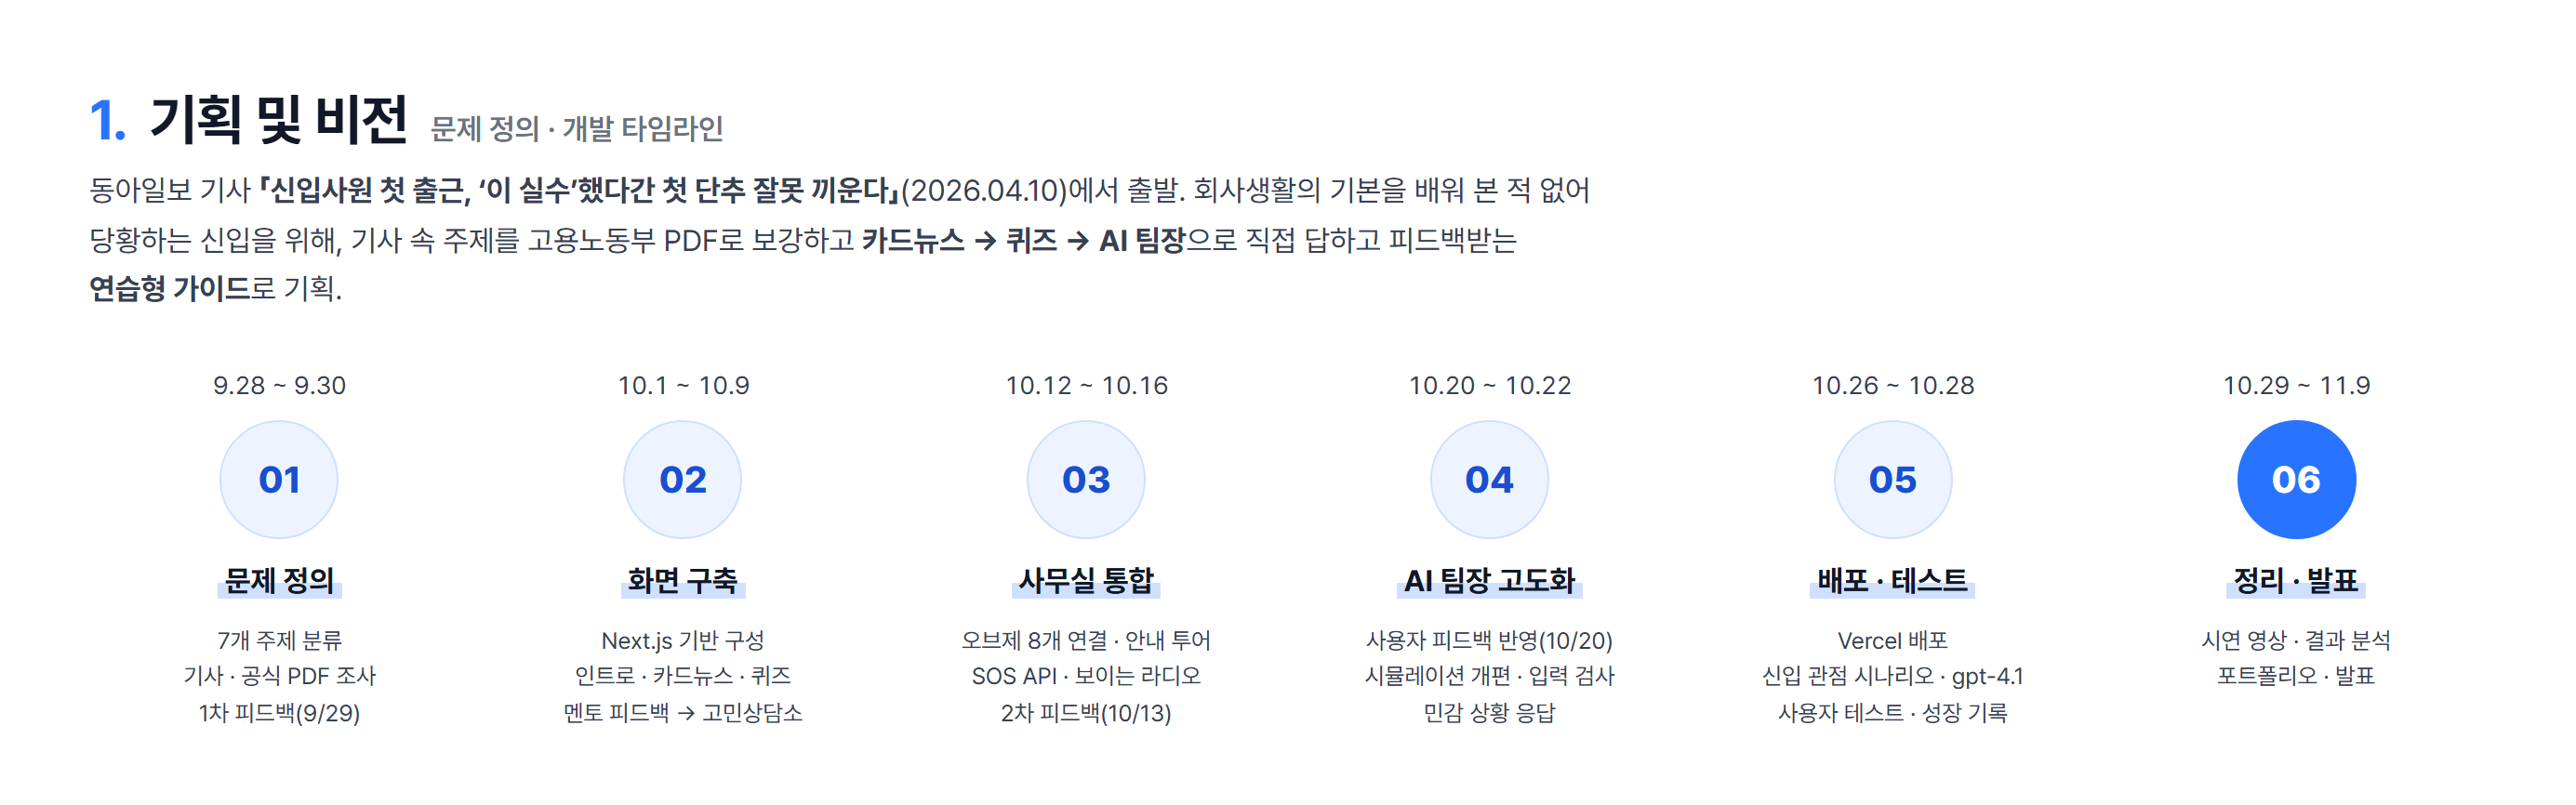 1. 기획 및 비전 문제 정의 · 개발 타임라인
동아일보 기사 「신입사원 첫 출근, ‘이 실수’했다간 첫 단추 잘못 끼운다」(2026.04.10)에서 출발. 회사생활의 기본을 배워 본 적 없어
당황하는 신입을 위해, 기사 속 주제를 고용노동부 PDF로 보강하고 카드뉴스 → 퀴즈 → AI 팀장으로 직접 답하고 피드백받는
연습형 가이드로 기획.
9.28 ~ 9.30
01
문제 정의
7개 주제 분류
기사 · 공식 PDF 조사
1차 피드백(9/29)
10.1 ~ 10.9
02
화면 구축
Next.js 기반 구성
인트로 · 카드뉴스 · 퀴즈
멘토 피드백 → 고민상담소
10.12 ~ 10.16
03
사무실 통합
오브제 8개 연결 · 안내 투어
SOS API · 보이는 라디오
2차 피드백(10/13)
10.20 ~ 10.22
04
AI 팀장 고도화
사용자 피드백 반영(10/20)
시뮬레이션 개편 · 입력 검사
민감 상황 응답
10.26 ~ 10.28
05
배포 · 테스트
Vercel 배포
신입 관점 시나리오 · gpt-4.1
사용자 테스트 · 성장 기록
10.29 ~ 11.9
06
정리 · 발표
시연 영상 · 결과 분석
포트폴리오 · 발표